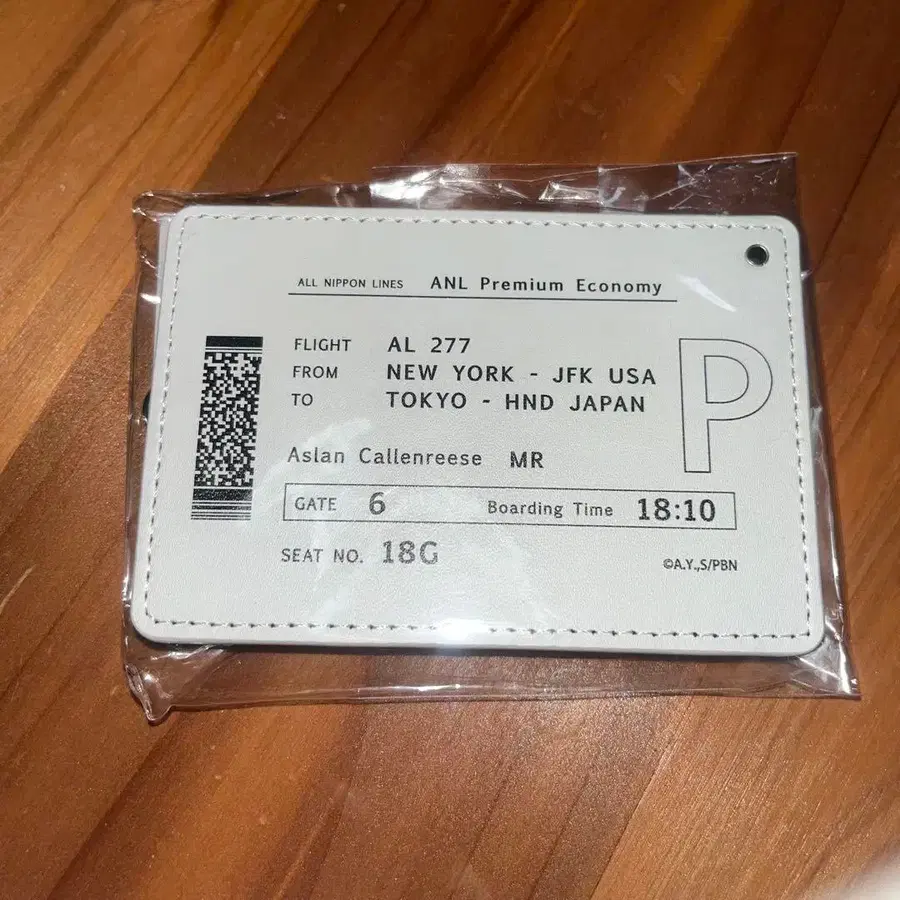 ALL NIPPON LINES ANL Premium Economy
FLIGHT AL 277
FROM NEW YORK - JFK USA
TO TOKYO - HND JAPAN
P
Aslan Callenreese MR
GATE 6 Boarding Time 18:10
SEAT NO. 18G
©A.Y.,S/PBN